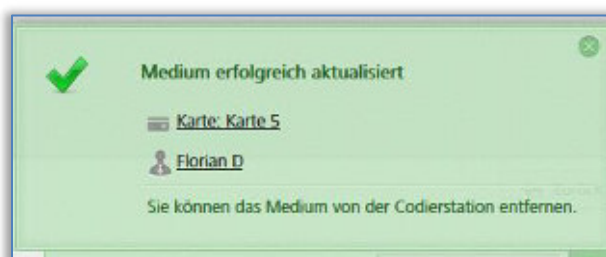 Medium erfolgreich aktualisiert
Karte: Karte 5
Florian D
Sie können das Medium von der Codierstation entfernen.